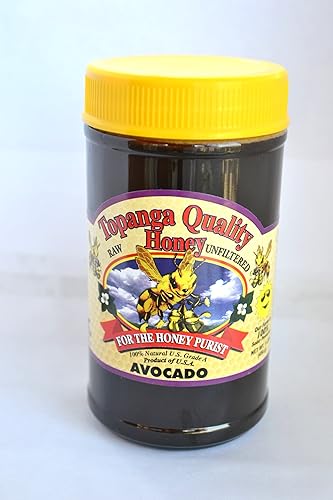 Topanga Quality
Honey
RAW UNFILTERED
FOR THE HONEY PURIST
100% Natural U.S. Grade A
Product of U.S.A.
AVOCADO